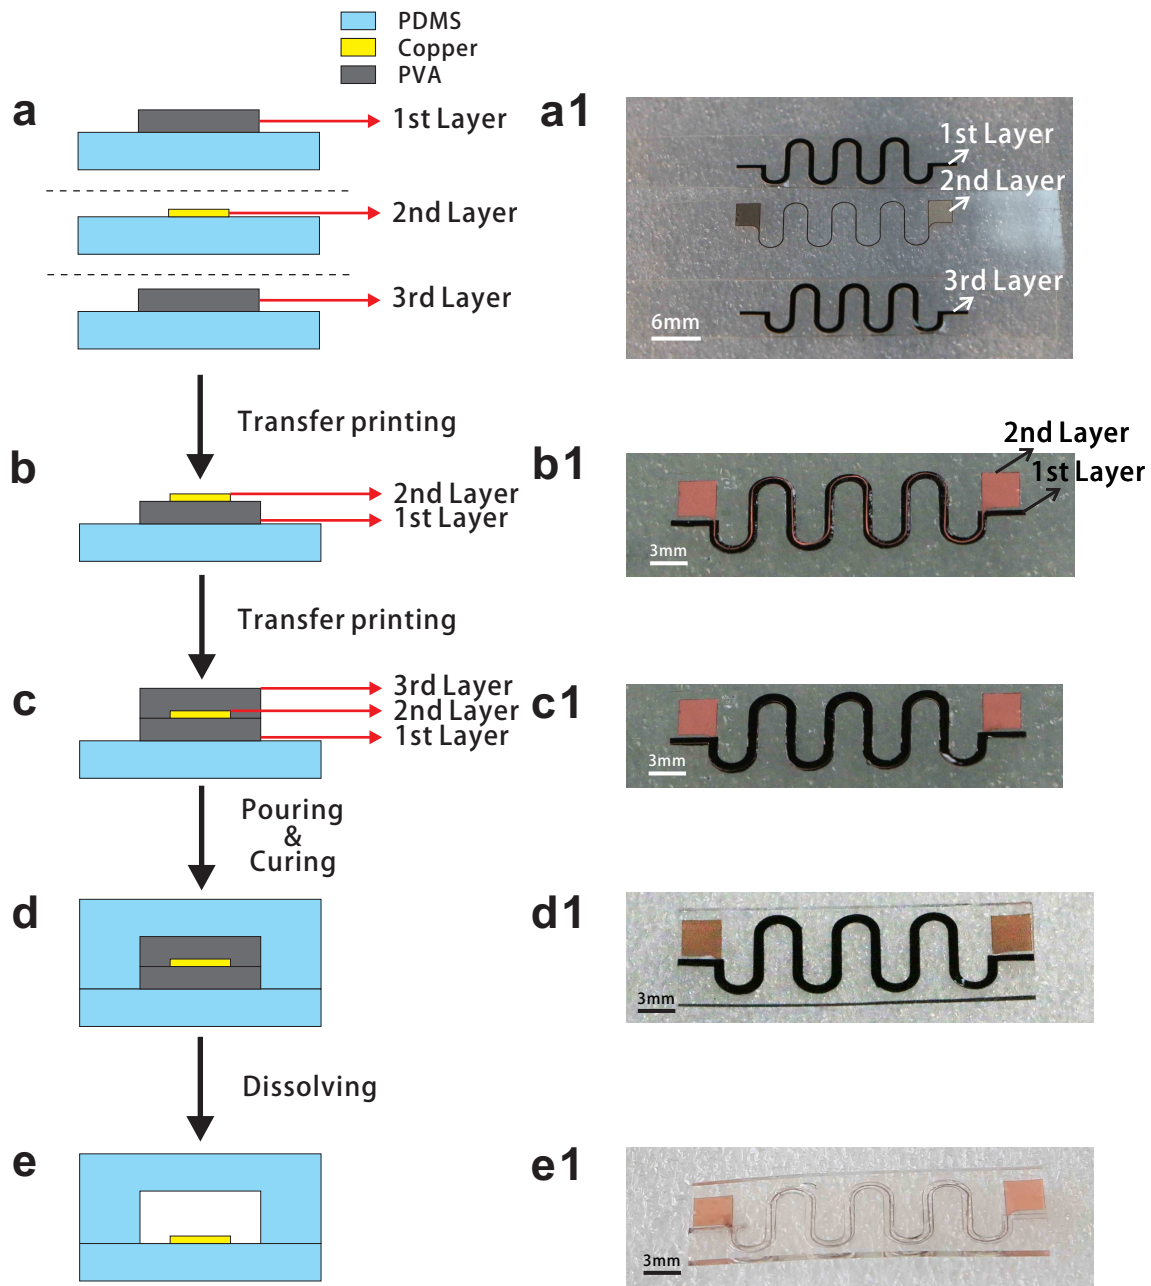 PDMS
Copper
PVA
a
1st Layer
2nd Layer
3rd Layer
a1
1st Layer
2nd Layer
3rd Layer
6mm
Transfer printing
b
2nd Layer
1st Layer
b1
2nd Layer
1st Layer
3mm
Transfer printing
c
3rd Layer
2nd Layer
1st Layer
c1
3mm
Pouring
&
Curing
d
d1
3mm
Dissolving
e
e1
3mm